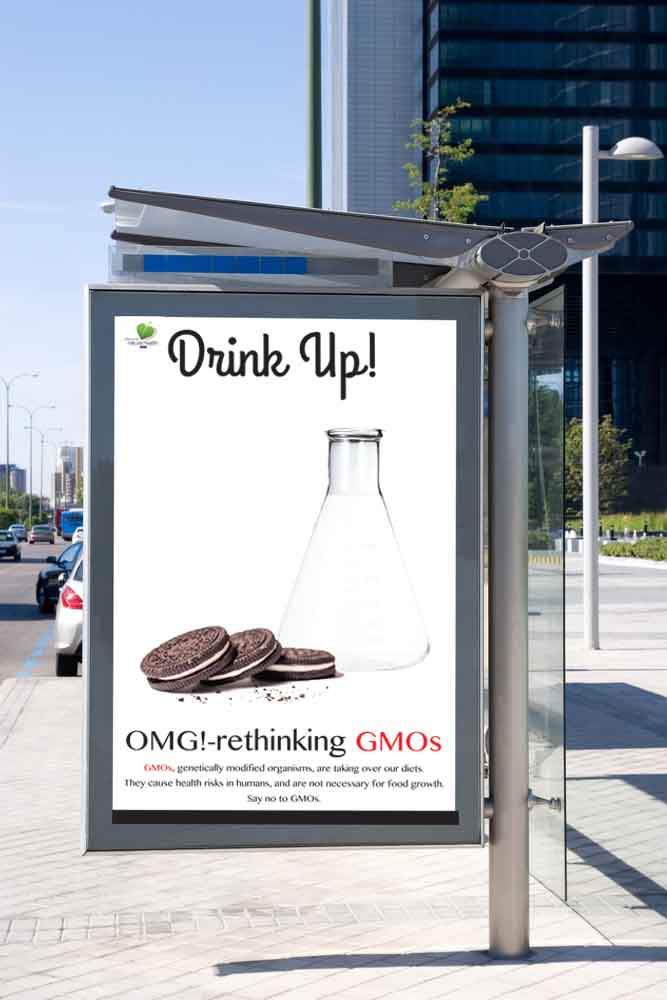 Drink Up!
OMG!-rethinking GMOs
GMOs, genetically modified organisms, are taking over our diets.
They cause health risks in humans, and are not necessary for food growth.
Say no to GMOs.